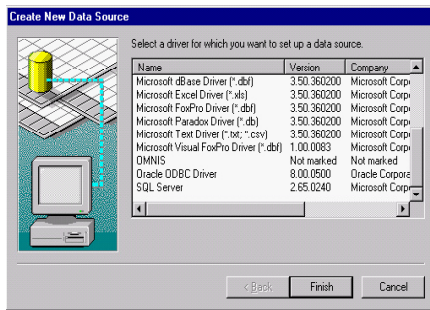 Create New Data Source
Select a driver for which you want to set up a data source.
Name Version Company
Microsoft dBase Driver (*.dbf) 3.50.360200 Microsoft Corp
Microsoft Excel Driver (*.xls) 3.50.360200 Microsoft Corp
Microsoft FoxPro Driver (*.dbf) 3.50.360200 Microsoft Corp
Microsoft Paradox Driver (*.db) 3.50.360200 Microsoft Corp
Microsoft Text Driver (*.txt; *.csv) 3.50.360200 Microsoft Corp
Microsoft Visual FoxPro Driver (*.dbf) 1.00.0083 Microsoft Corp
OMNIS Not marked Not marked
Oracle ODBC Driver 8.00.0500 Oracle Corpora
SQL Server 2.65.0240 Microsoft Corp
< Back Finish Cancel